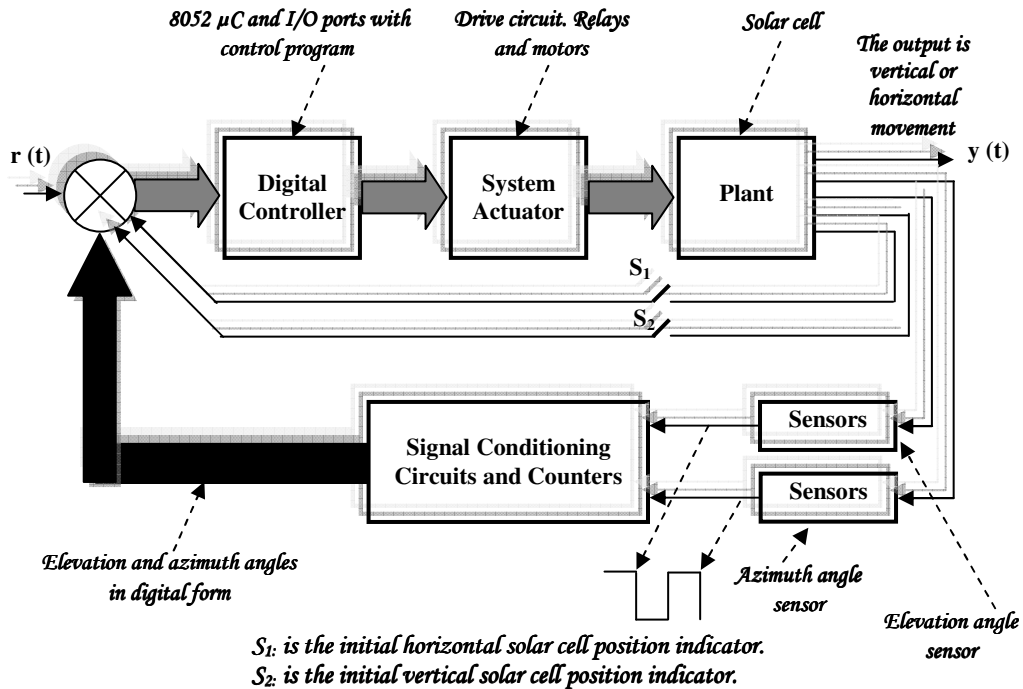 8052 µC and I/O ports with
control program
Drive circuit. Relays
and motors
Solar cell
The output is
vertical or
horizontal
movement
r (t)
y (t)
Digital
Controller
System
Actuator
Plant
S1
S2
Signal Conditioning
Circuits and Counters
Sensors
Sensors
Elevation and azimuth angles
in digital form
Azimuth angle
sensor
Elevation angle
sensor
S1: is the initial horizontal solar cell position indicator.
S2: is the initial vertical solar cell position indicator.